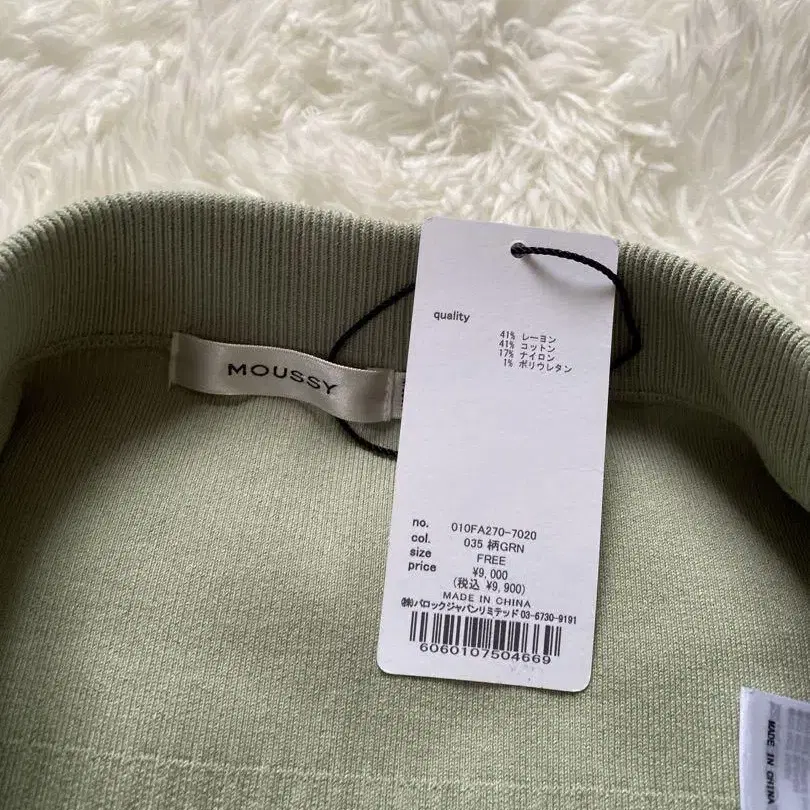 MOUSSY
quality
41% レーヨン
41% コットン
17% ナイロン
1% ポリウレタン
no. 010FA270-7020
col. 035 柄GRN
size FREE
price ¥9,000
(税込 ¥9,900)
MADE IN CHINA
(株)バロックジャパンリミテッド 03-6730-9191
6060107504669
MADE IN CHINA